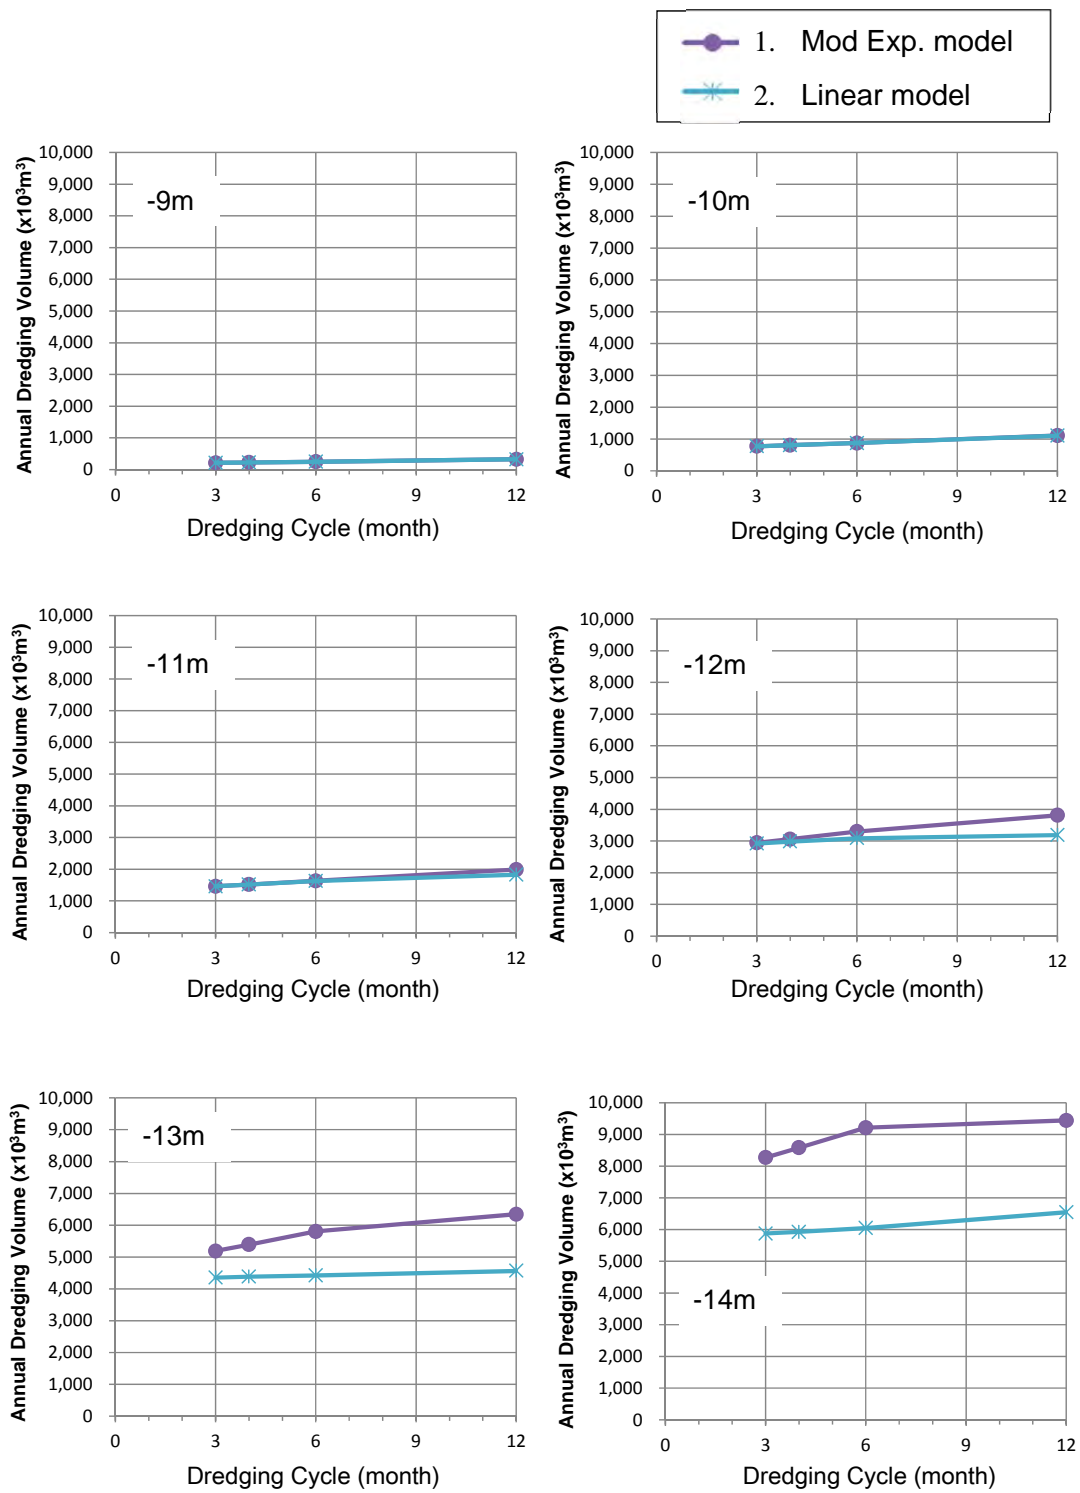 1. Mod Exp. model
2. Linear model
Annual Dredging Volume (x10³m³)
10,000
9,000
8,000
7,000
6,000
5,000
4,000
3,000
2,000
1,000
0
-9m
0 3 6 9 12
Dredging Cycle (month)
Annual Dredging Volume (x10³m³)
10,000
9,000
8,000
7,000
6,000
5,000
4,000
3,000
2,000
1,000
0
-10m
0 3 6 9 12
Dredging Cycle (month)
Annual Dredging Volume (x10³m³)
10,000
9,000
8,000
7,000
6,000
5,000
4,000
3,000
2,000
1,000
0
-11m
0 3 6 9 12
Dredging Cycle (month)
Annual Dredging Volume (x10³m³)
10,000
9,000
8,000
7,000
6,000
5,000
4,000
3,000
2,000
1,000
0
-12m
0 3 6 9 12
Dredging Cycle (month)
Annual Dredging Volume (x10³m³)
10,000
9,000
8,000
7,000
6,000
5,000
4,000
3,000
2,000
1,000
0
-13m
0 3 6 9 12
Dredging Cycle (month)
Annual Dredging Volume (x10³m³)
10,000
9,000
8,000
7,000
6,000
5,000
4,000
3,000
2,000
1,000
0
-14m
0 3 6 9 12
Dredging Cycle (month)